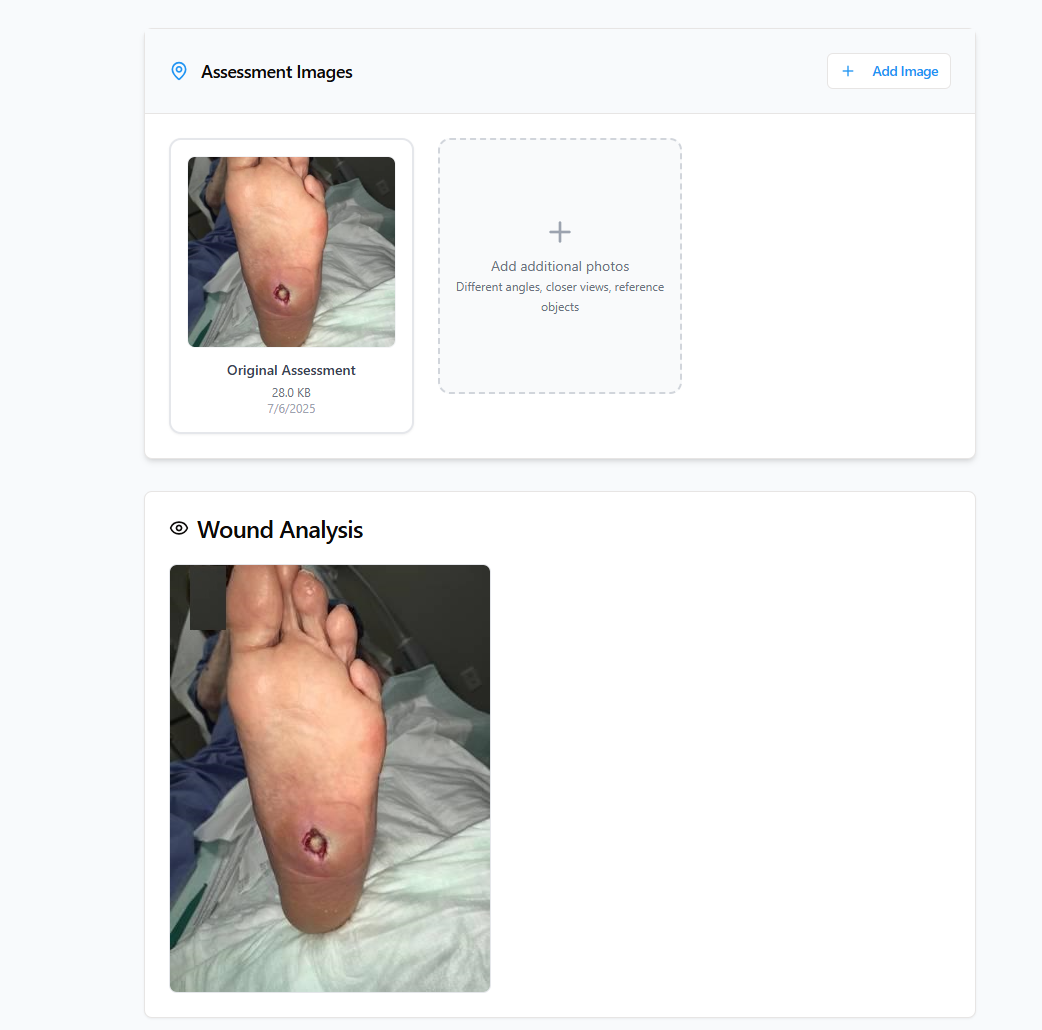 Assessment Images
Add Image
Add additional photos
Different angles, closer views, reference
objects
Original Assessment
28.0 KB
7/6/2025
Wound Analysis